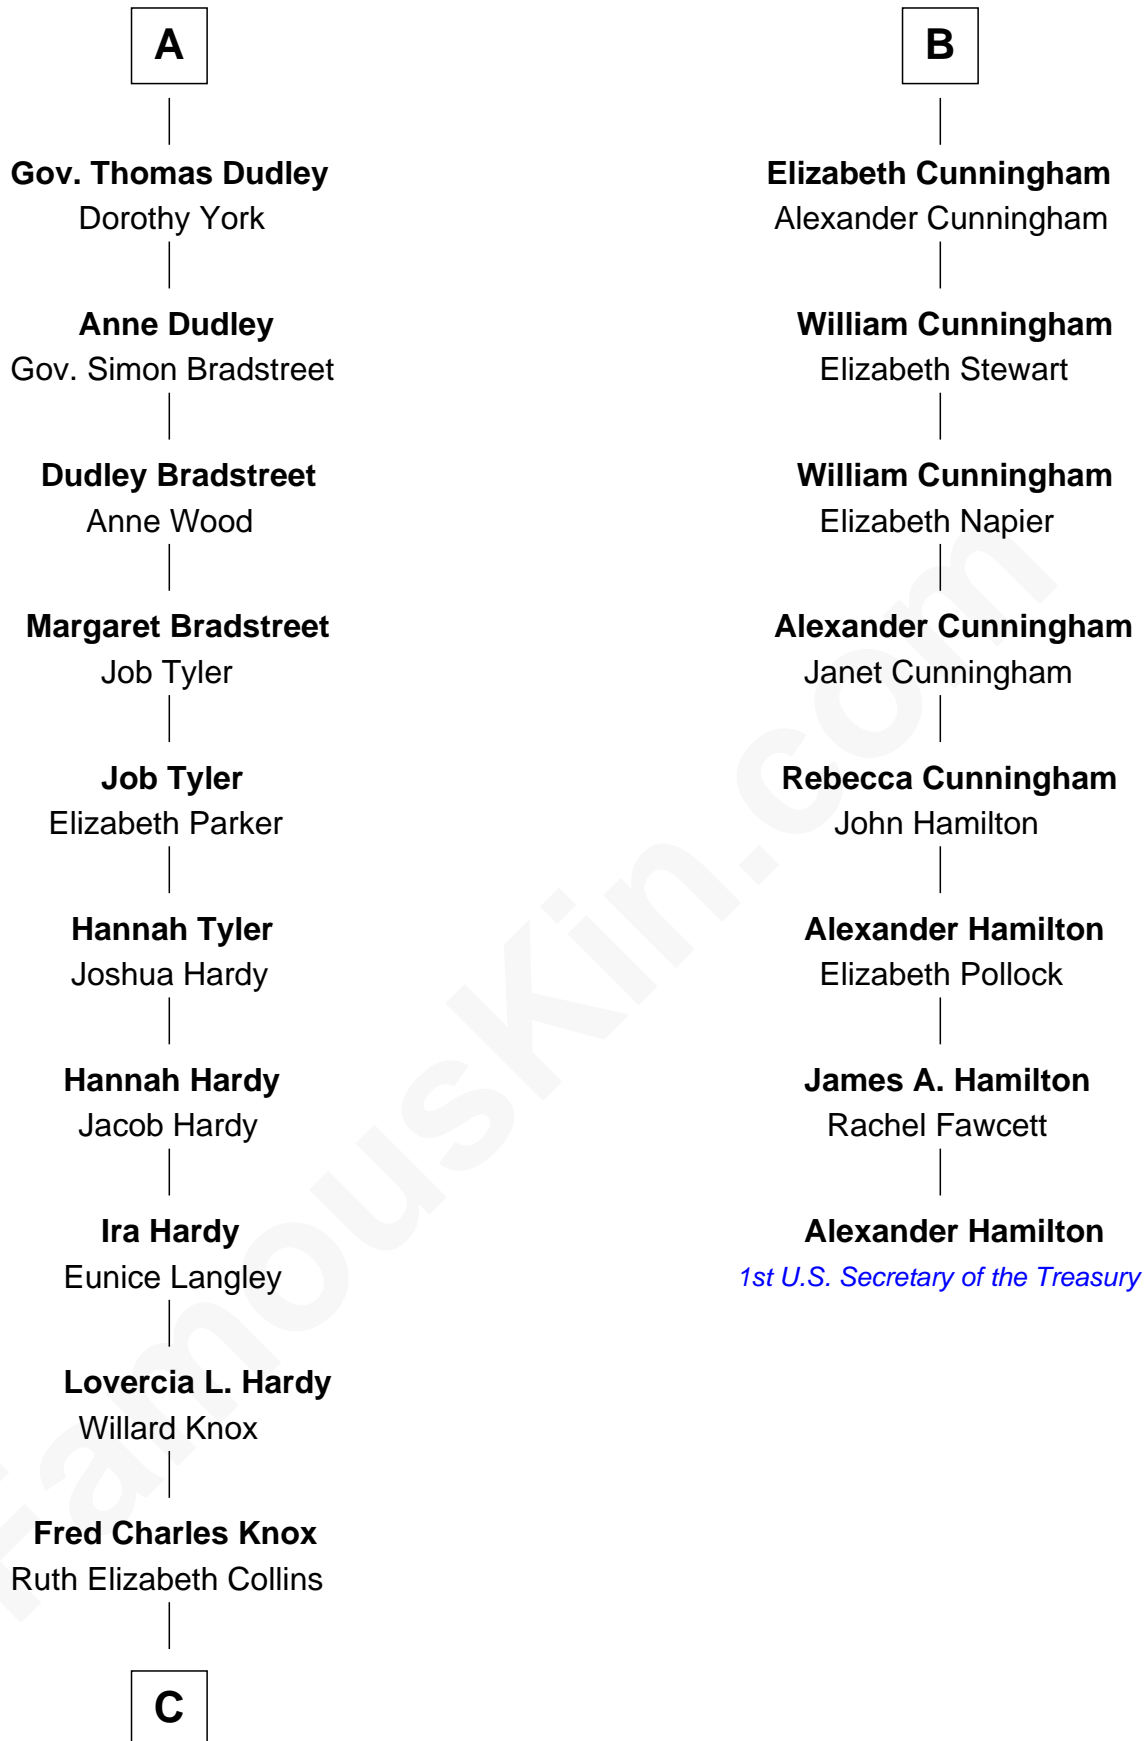 A
Gov. Thomas Dudley
Dorothy York
Anne Dudley
Gov. Simon Bradstreet
Dudley Bradstreet
Anne Wood
Margaret Bradstreet
Job Tyler
Job Tyler
Elizabeth Parker
Hannah Tyler
Joshua Hardy
Hannah Hardy
Jacob Hardy
Ira Hardy
Eunice Langley
Lovercia L. Hardy
Willard Knox
Fred Charles Knox
Ruth Elizabeth Collins
C
B
Elizabeth Cunningham
Alexander Cunningham
William Cunningham
Elizabeth Stewart
William Cunningham
Elizabeth Napier
Alexander Cunningham
Janet Cunningham
Rebecca Cunningham
John Hamilton
Alexander Hamilton
Elizabeth Pollock
James A. Hamilton
Rachel Fawcett
Alexander Hamilton
1st U.S. Secretary of the Treasury
FamousKin.com